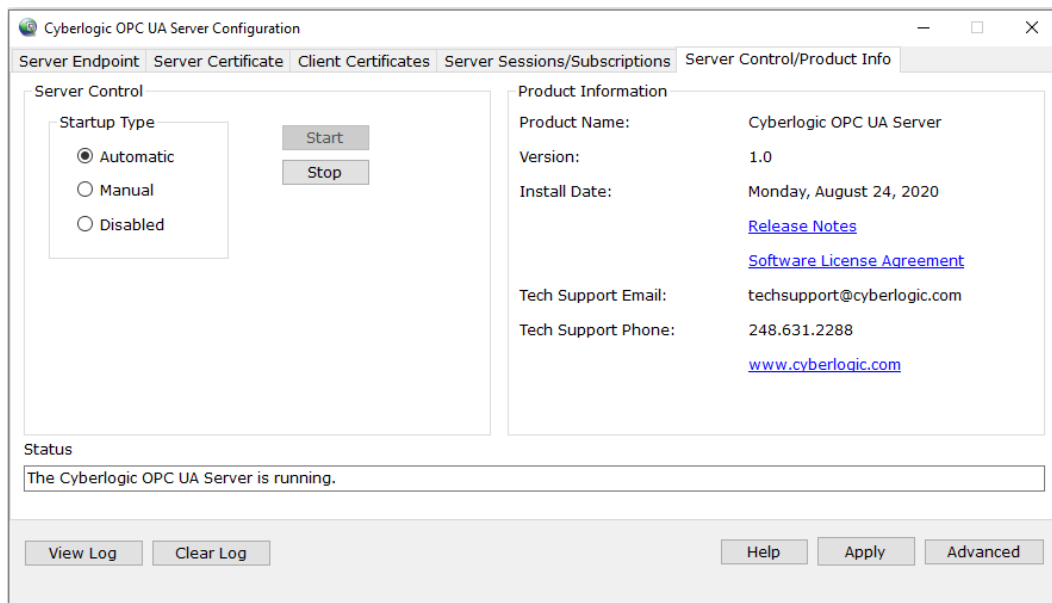 Cyberlogic OPC UA Server Configuration
Server Endpoint Server Certificate Client Certificates Server Sessions/Subscriptions Server Control/Product Info
Server Control
Startup Type
Automatic
Manual
Disabled
Start
Stop
Product Information
Product Name: Cyberlogic OPC UA Server
Version: 1.0
Install Date: Monday, August 24, 2020
Release Notes
Software License Agreement
Tech Support Email: techsupport@cyberlogic.com
Tech Support Phone: 248.631.2288
www.cyberlogic.com
Status
The Cyberlogic OPC UA Server is running.
View Log Clear Log Help Apply Advanced